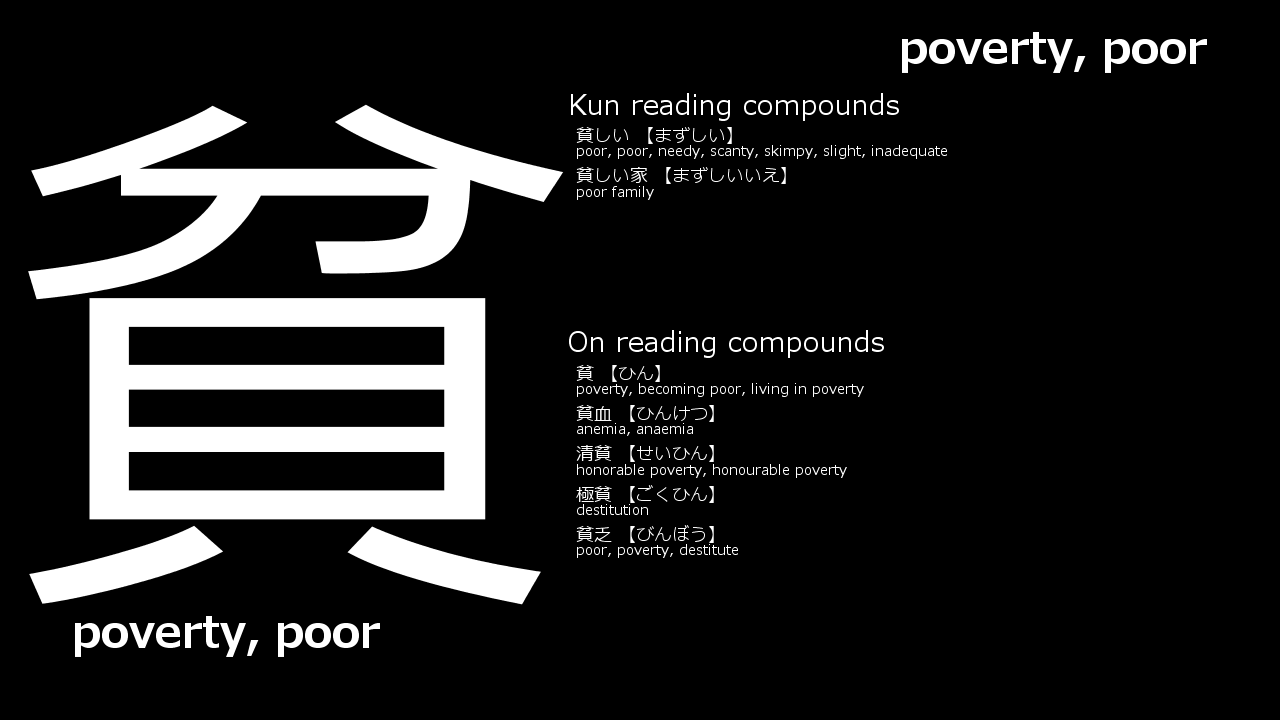 poverty, poor
貧
Kun reading compounds
貧しい 【まずしい】
poor, poor, needy, scanty, skimpy, slight, inadequate
貧しい家 【まずしいいえ】
poor family
On reading compounds
貧 【ひん】
poverty, becoming poor, living in poverty
貧血 【ひんけつ】
anemia, anaemia
清貧 【せいひん】
honorable poverty, honourable poverty
極貧 【ごくひん】
destitution
貧乏 【びんぼう】
poor, poverty, destitute
poverty, poor